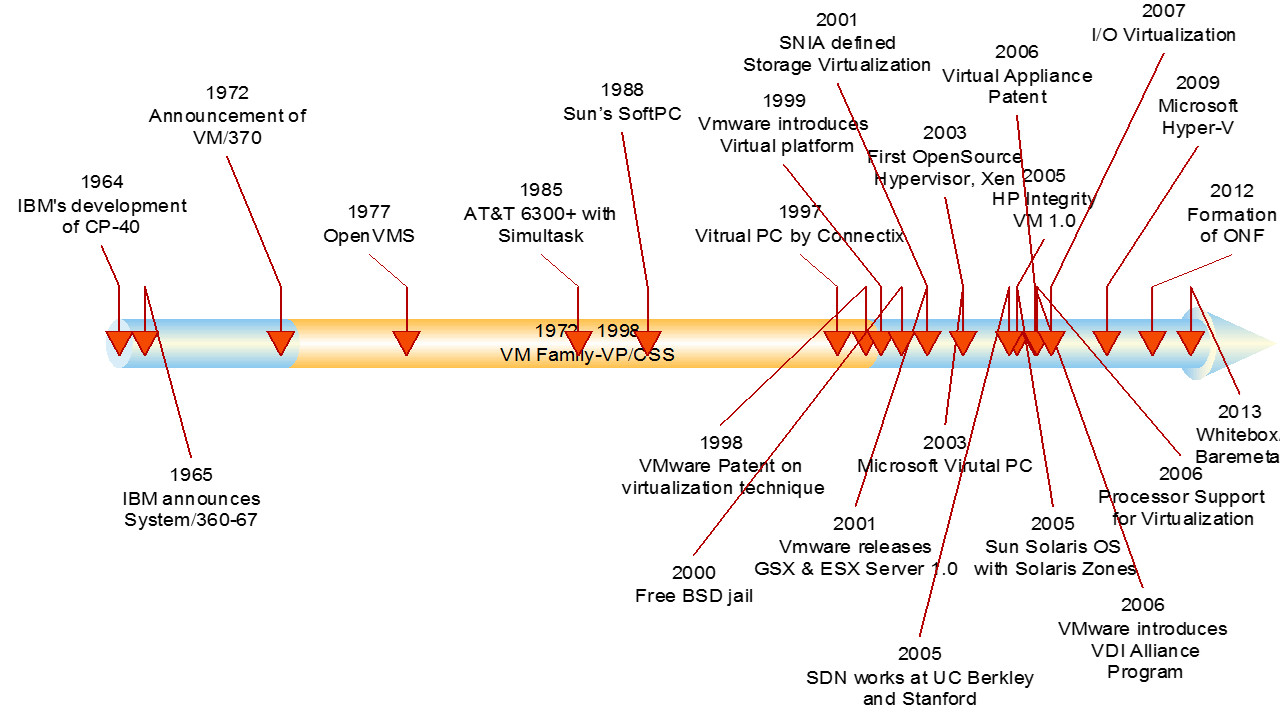 2001
SNIA defined
Storage Virtualization
2007
I/O Virtualization
2006
Virtual Appliance
Patent
1972
Announcement of
VM/370
1988
Sun's SoftPC
1999
Vmware introduces
Virtual platform
2009
Microsoft
Hyper-V
2003
First OpenSource
Hypervisor, Xen
1964
IBM's development
of CP-40
1977
OpenVMS
1985
AT&T 6300+ with
Simultask
1997
Vitrual PC by Connectix
2005
HP Integrity
VM 1.0
2012
Formation
of ONF
1972 1998
VM Family-VP/CSS
1965
IBM announces
System/360-67
1998
VMware Patent on
virtualization technique
2003
Microsoft Virutal PC
2013
Whitebox,
Baremeta
2006
Processor Support
for Virtualization
2001
Vmware releases
GSX & ESX Server 1.0
2005
Sun Solaris OS
with Solaris Zones
2000
Free BSD jail
2006
VMware introduces
VDI Alliance
Program
2005
SDN works at UC Berkley
and Stanford